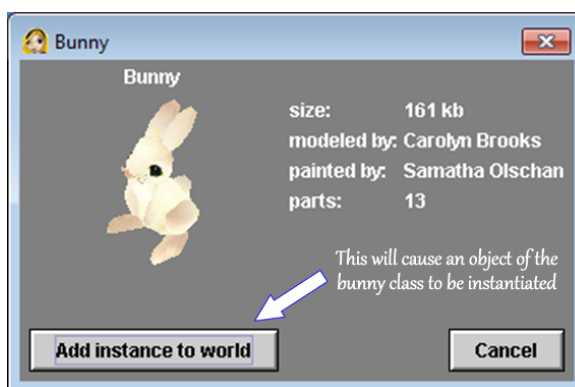 Bunny
Bunny
size: 161 kb
modeled by: Carolyn Brooks
painted by: Samatha Olschan
parts: 13
This will cause an object of the
bunny class to be instantiated
Add instance to world
Cancel